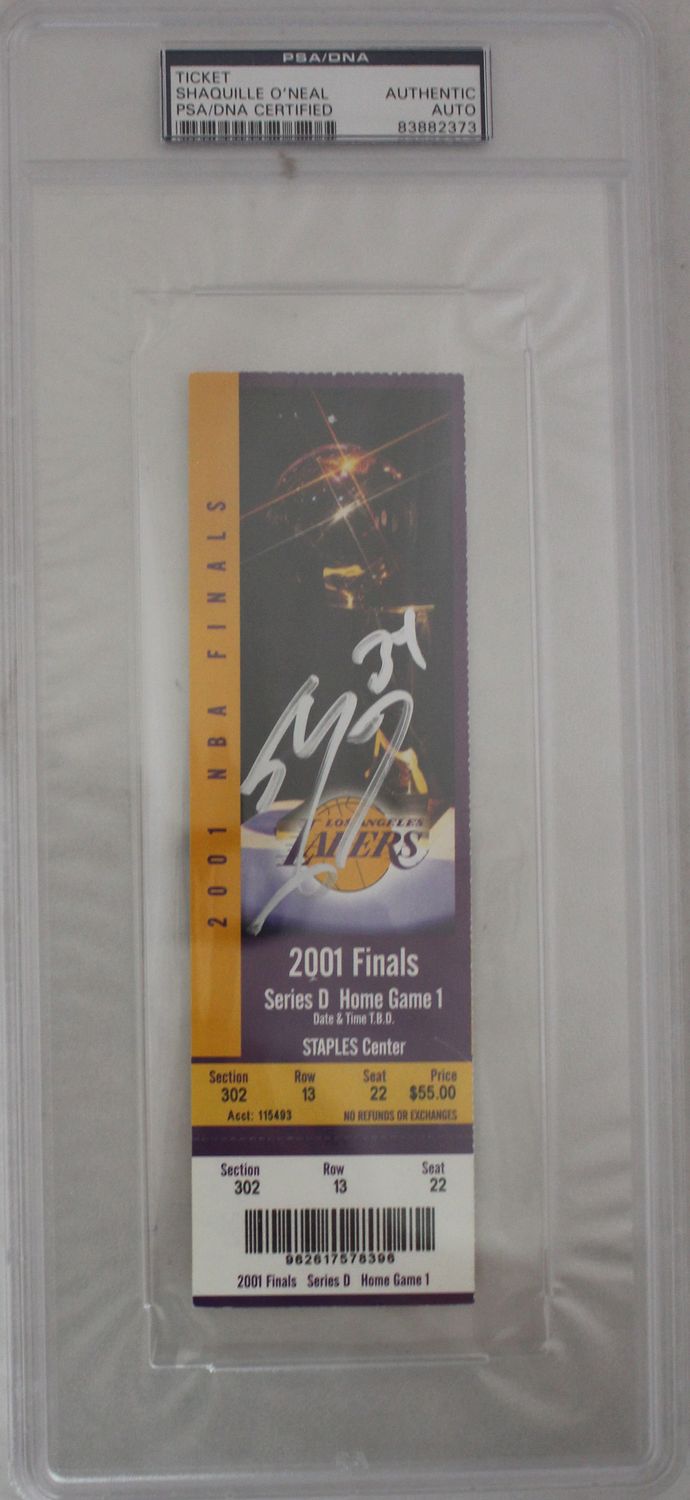 PSA/DNA
TICKET
SHAQUILLE O'NEAL AUTHENTIC
PSA/DNA CERTIFIED AUTO
83882373
2001 NBA FINALS
34
LOS ANGELES
LAKERS
2001 Finals
Series D Home Game 1
Date & Time T.B.D.
STAPLES Center
Section Row Seat Price
302 13 22 $55.00
Acct: 115493 NO REFUNDS OR EXCHANGES
Section Row Seat
302 13 22
962617578396
2001 Finals Series D Home Game 1